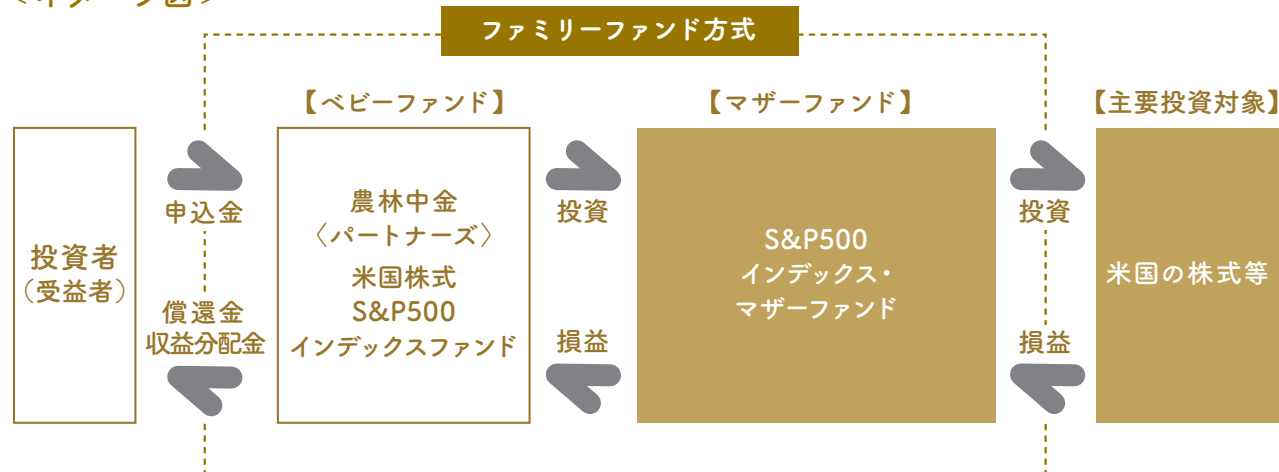 ＜イメージ図＞
ファミリーファンド方式
【ベビーファンド】
【マザーファンド】
【主要投資対象】
投資者
（受益者）
申込金
償還金
収益分配金
農林中金
〈パートナーズ〉
米国株式
S&P500
インデックスファンド
投資
損益
S&P500
インデックス・
マザーファンド
投資
損益
米国の株式等